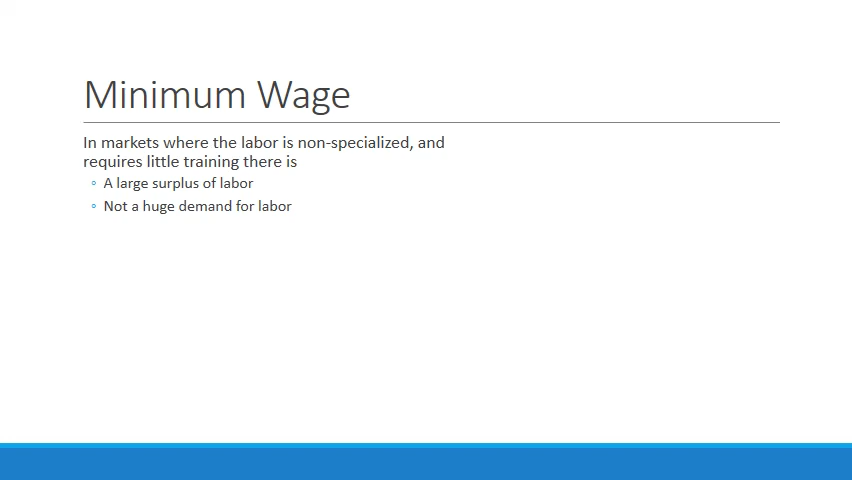 Minimum Wage
In markets where the labor is non-specialized, and
requires little training there is
◦ A large surplus of labor
◦ Not a huge demand for labor